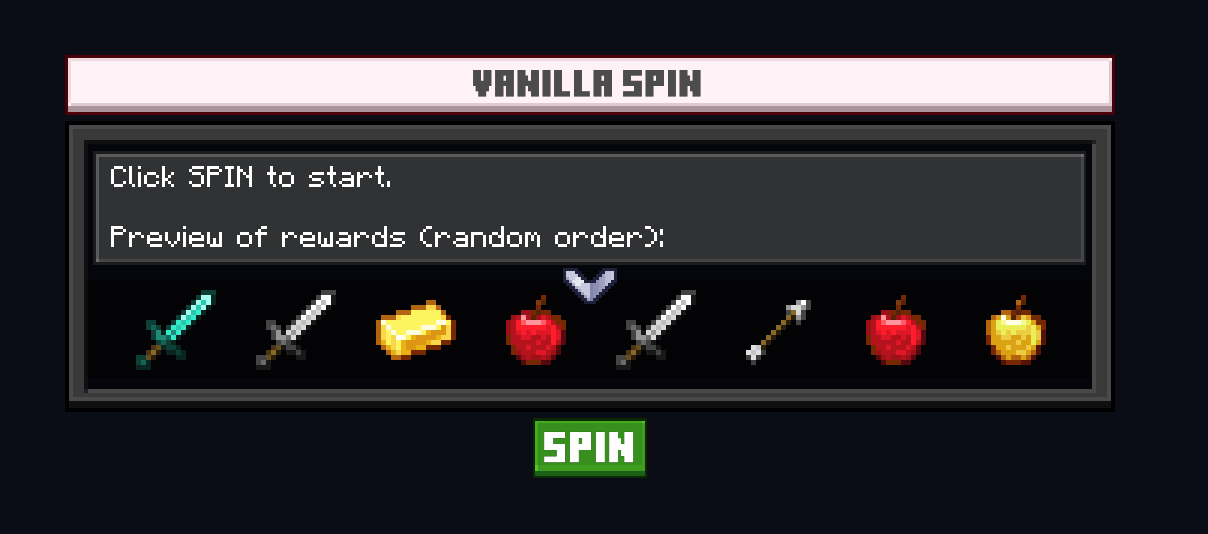 VANILLA SPIN
Click SPIN to start.
Preview of rewards (random order):
SPIN